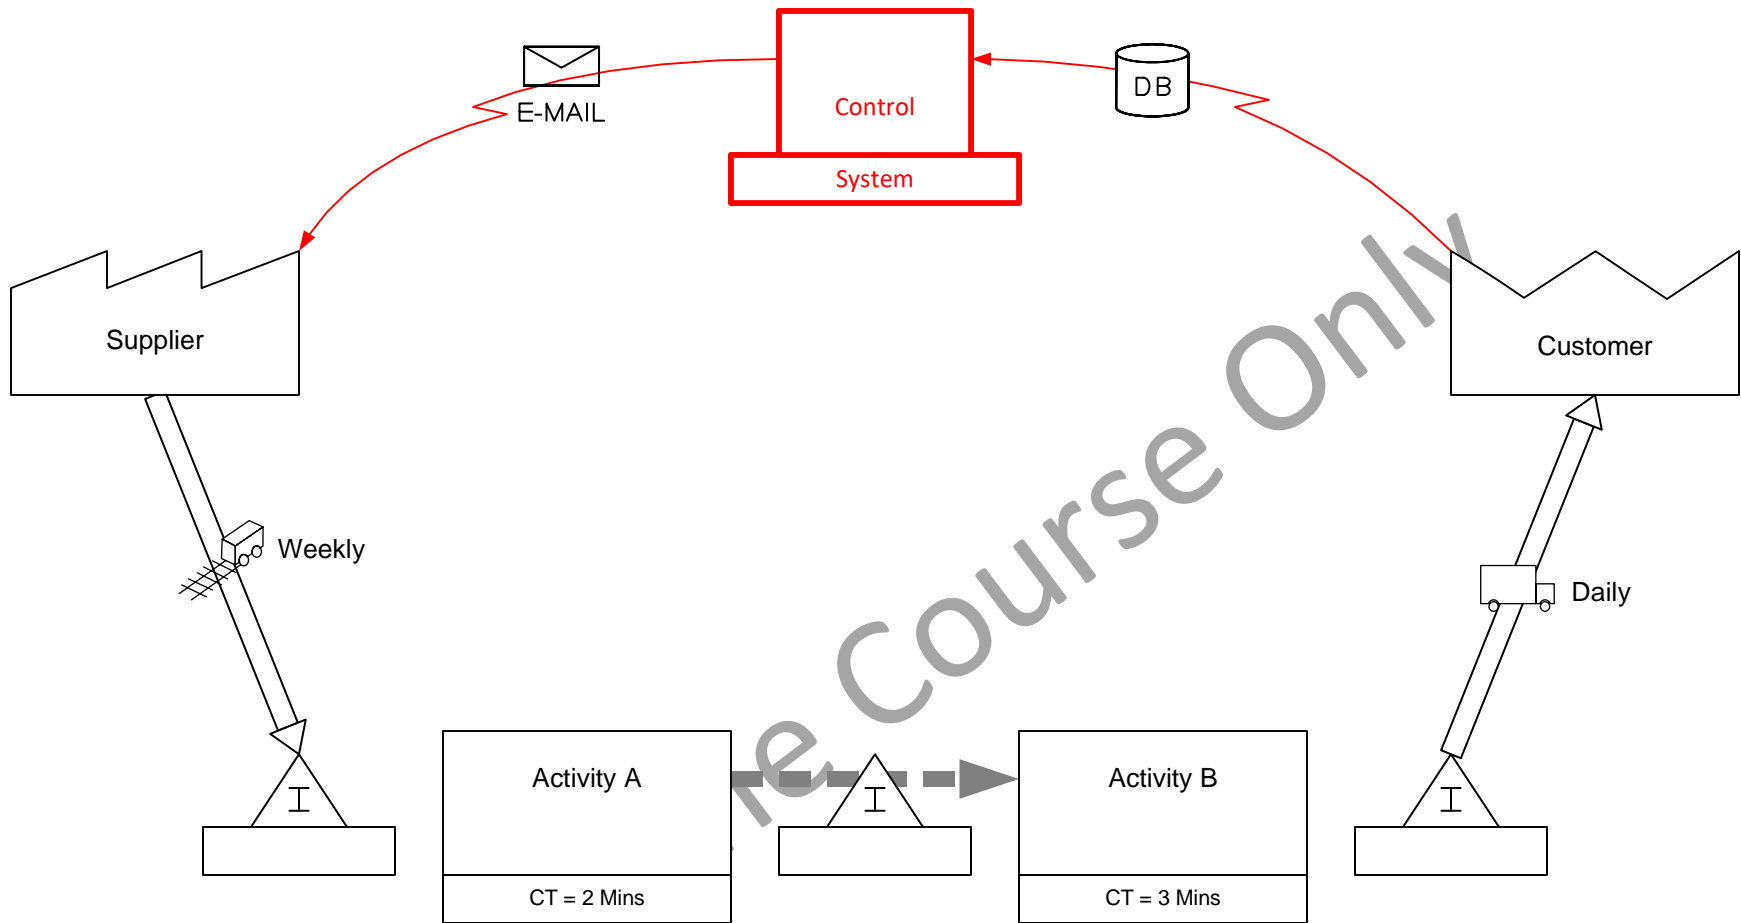 E-MAIL
DB
Control
System
Supplier
Customer
Weekly
Daily
Course Only
Activity A
I
I
Activity B
I
CT = 2 Mins
CT = 3 Mins